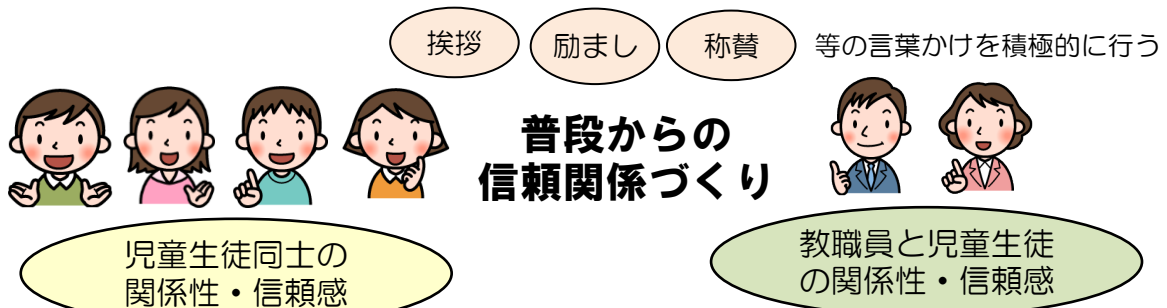 挨拶 励まし 称賛 等の言葉かけを積極的に行う
普段からの
信頼関係づくり
児童生徒同士の
関係性・信頼感
教職員と児童生徒
の関係性・信頼感